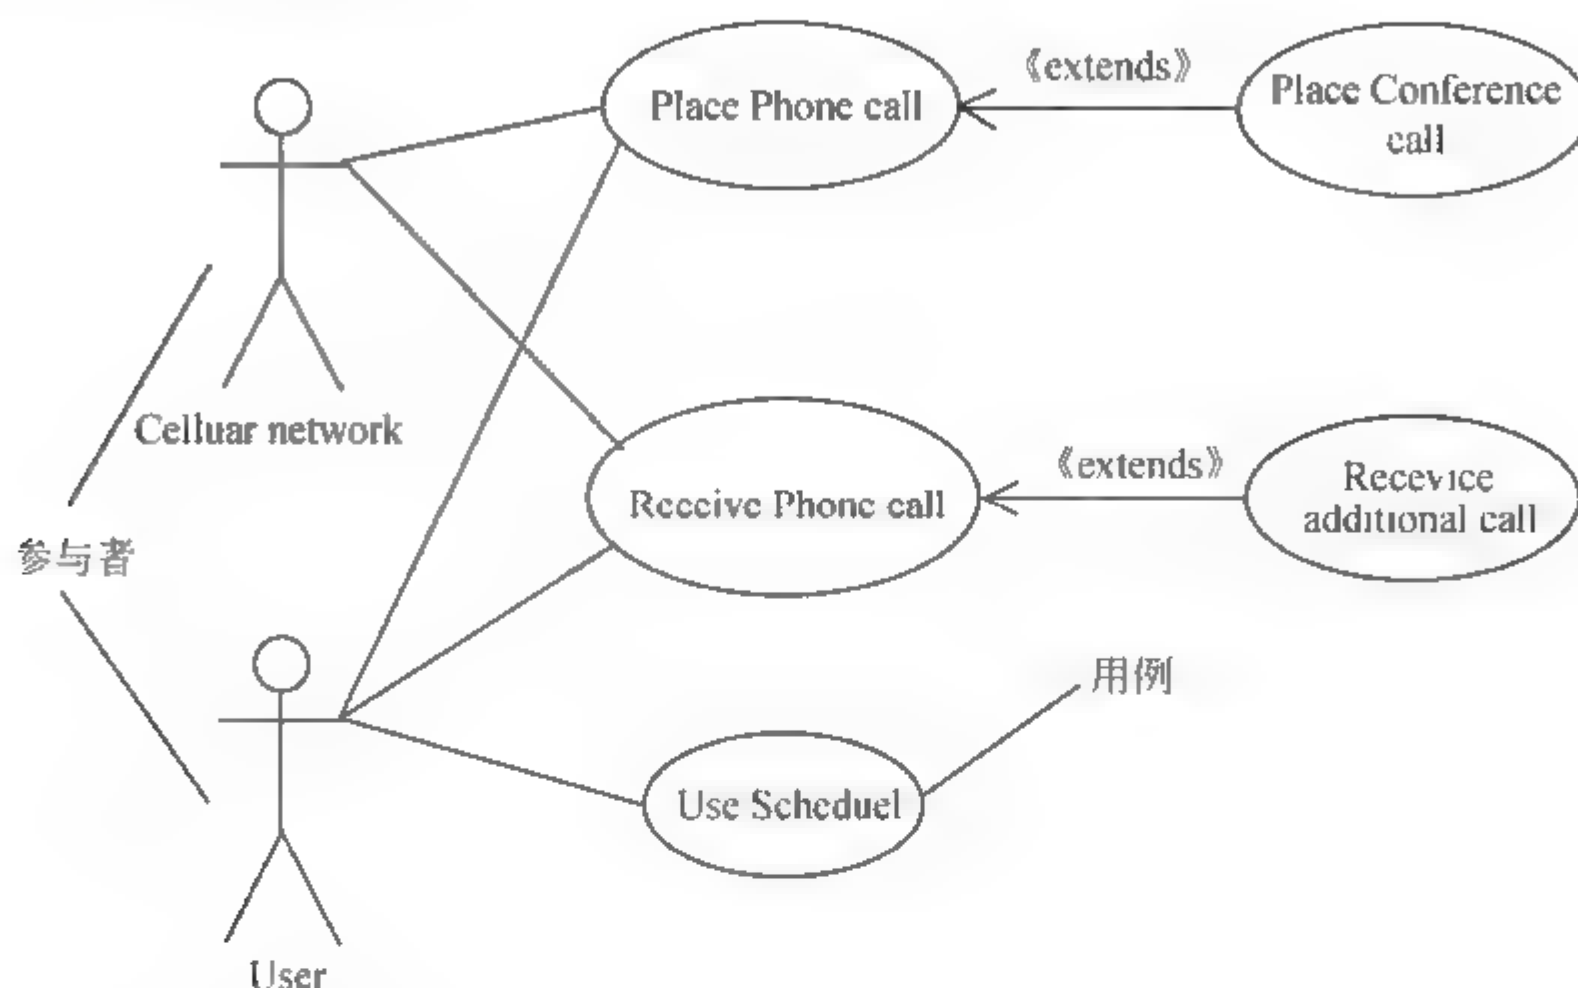 《extends》
Place Phone call
Place Conference
call
Celluar network
《extends》
Receive Phone call
Recevice
additional call
参与者
用例
Use Scheduel
User